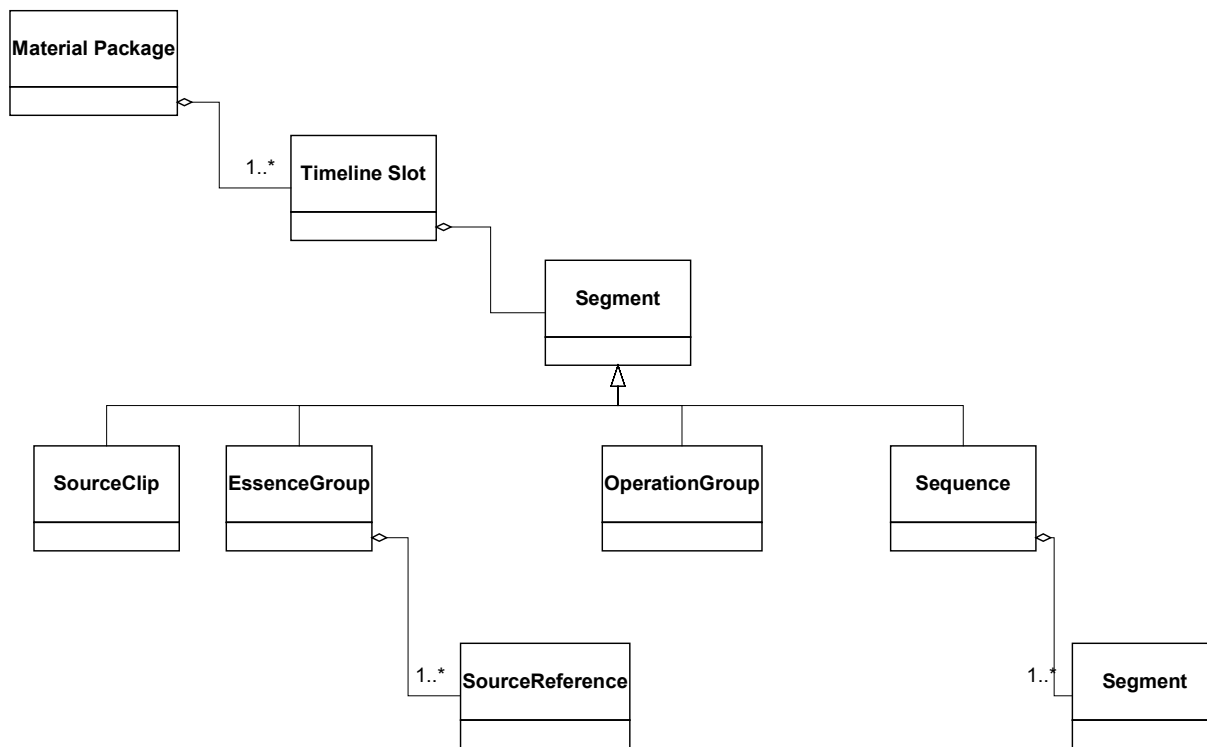 Material Package
1..*
Timeline Slot
Segment
SourceClip
EssenceGroup
OperationGroup
Sequence
1..*
SourceReference
1..*
Segment